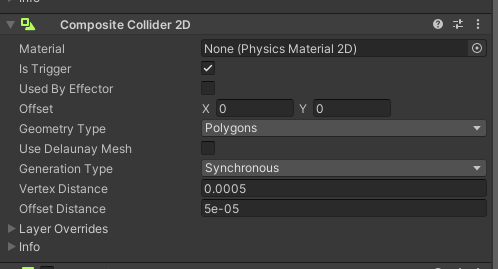 Info
Composite Collider 2D
Material None (Physics Material 2D)
Is Trigger
Used By Effector
Offset X 0 Y 0
Geometry Type Polygons
Use Delaunay Mesh
Generation Type Synchronous
Vertex Distance 0.0005
Offset Distance 5e-05
Layer Overrides
Info